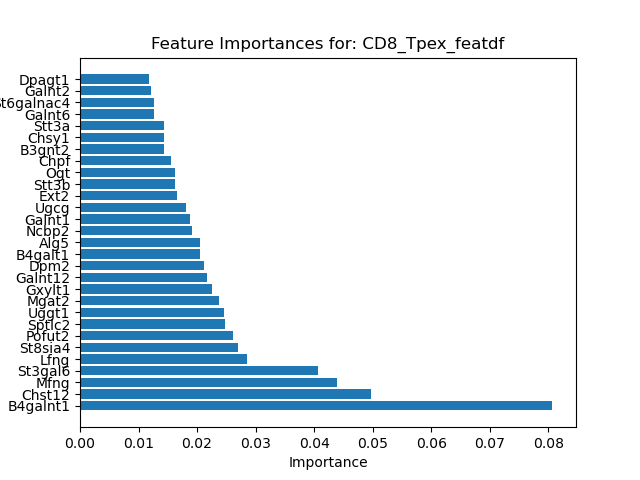 Feature Importances for: CD8_Tpex_featdf
Dpagt1
Galnt2
St6galnac4
Galnt6
Stt3a
Chsy1
B3gnt2
Chpf
Ogt
Stt3b
Ext2
Ugcg
Galnt1
Ncbp2
Alg5
B4galt1
Dpm2
Galnt12
Gxylt1
Mgat2
Uggt1
Sptlc2
Pofut2
St8sia4
Lfng
St3gal6
Mfng
Chst12
B4galnt1
0.00 0.01 0.02 0.03 0.04 0.05 0.06 0.07 0.08
Importance